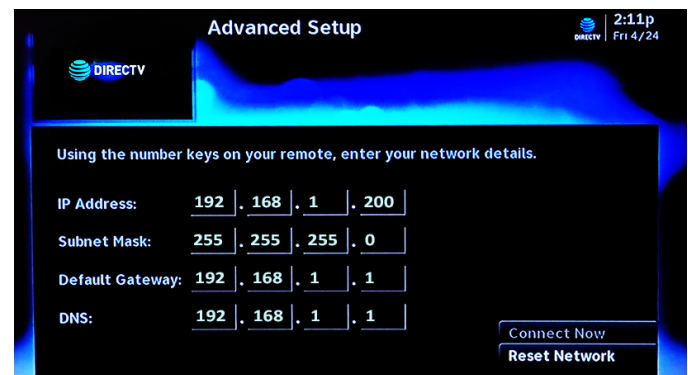 Advanced Setup
DIRECTV
2:11p
Fri 4/24
DIRECTV
Using the number keys on your remote, enter your network details.
IP Address: 192 . 168 . 1 . 200
Subnet Mask: 255 . 255 . 255 . 0
Default Gateway: 192 . 168 . 1 . 1
DNS: 192 . 168 . 1 . 1
Connect Now
Reset Network